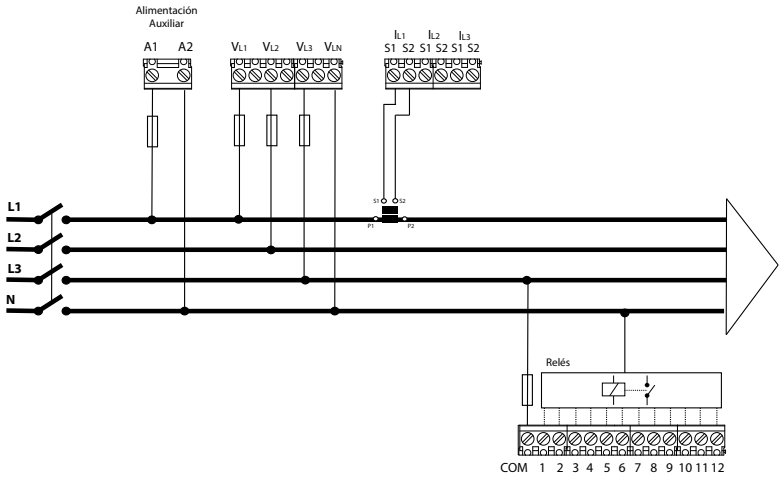 Alimentación
Auxiliar
A1 A2
VL1 VL2 VL3 VLN
IL1 IL2 IL3
S1 S2 S1 S2 S1 S2
S1 S2
P1 P2
L1
L2
L3
N
Relés
COM 1 2 3 4 5 6 7 8 9 10 11 12